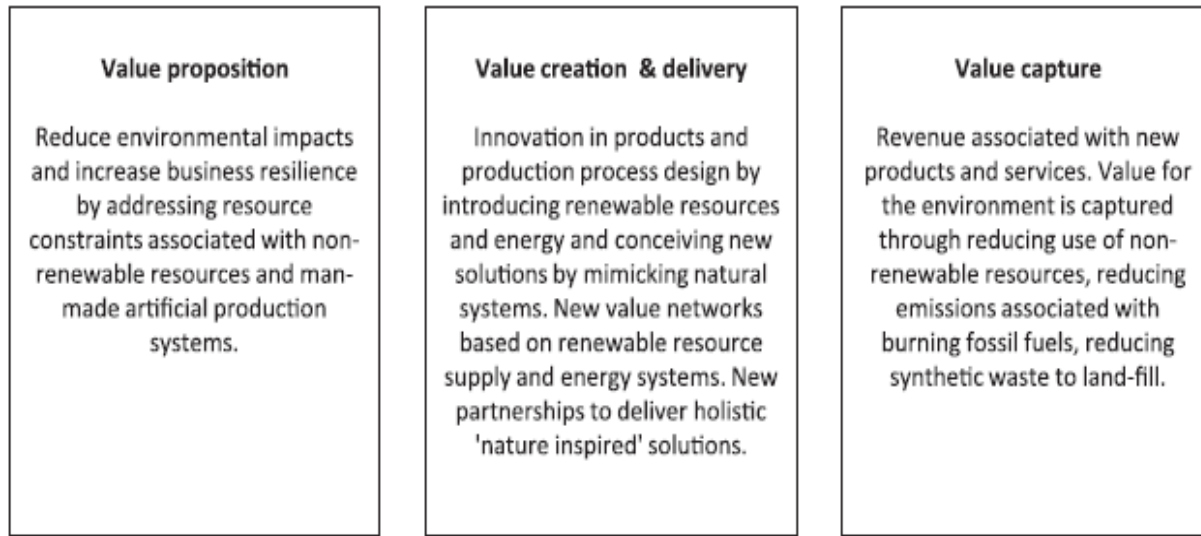 Value proposition
Reduce environmental impacts
and increase business resilience
by addressing resource
constraints associated with non-
renewable resources and man-
made artificial production
systems.
Value creation & delivery
Innovation in products and
production process design by
introducing renewable resources
and energy and conceiving new
solutions by mimicking natural
systems. New value networks
based on renewable resource
supply and energy systems. New
partnerships to deliver holistic
'nature inspired' solutions.
Value capture
Revenue associated with new
products and services. Value for
the environment is captured
through reducing use of non-
renewable resources, reducing
emissions associated with
burning fossil fuels, reducing
synthetic waste to land-fill.